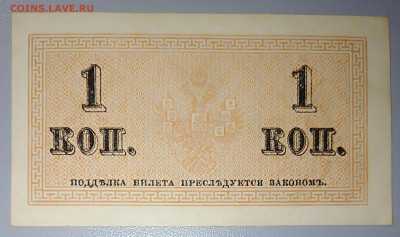 COINS.LAVE.RU
1 1
КОП. КОП.
ПОДДѢЛКА БИЛЕТА ПРЕСЛѢДУЕТСЯ ЗАКОНОМЪ.